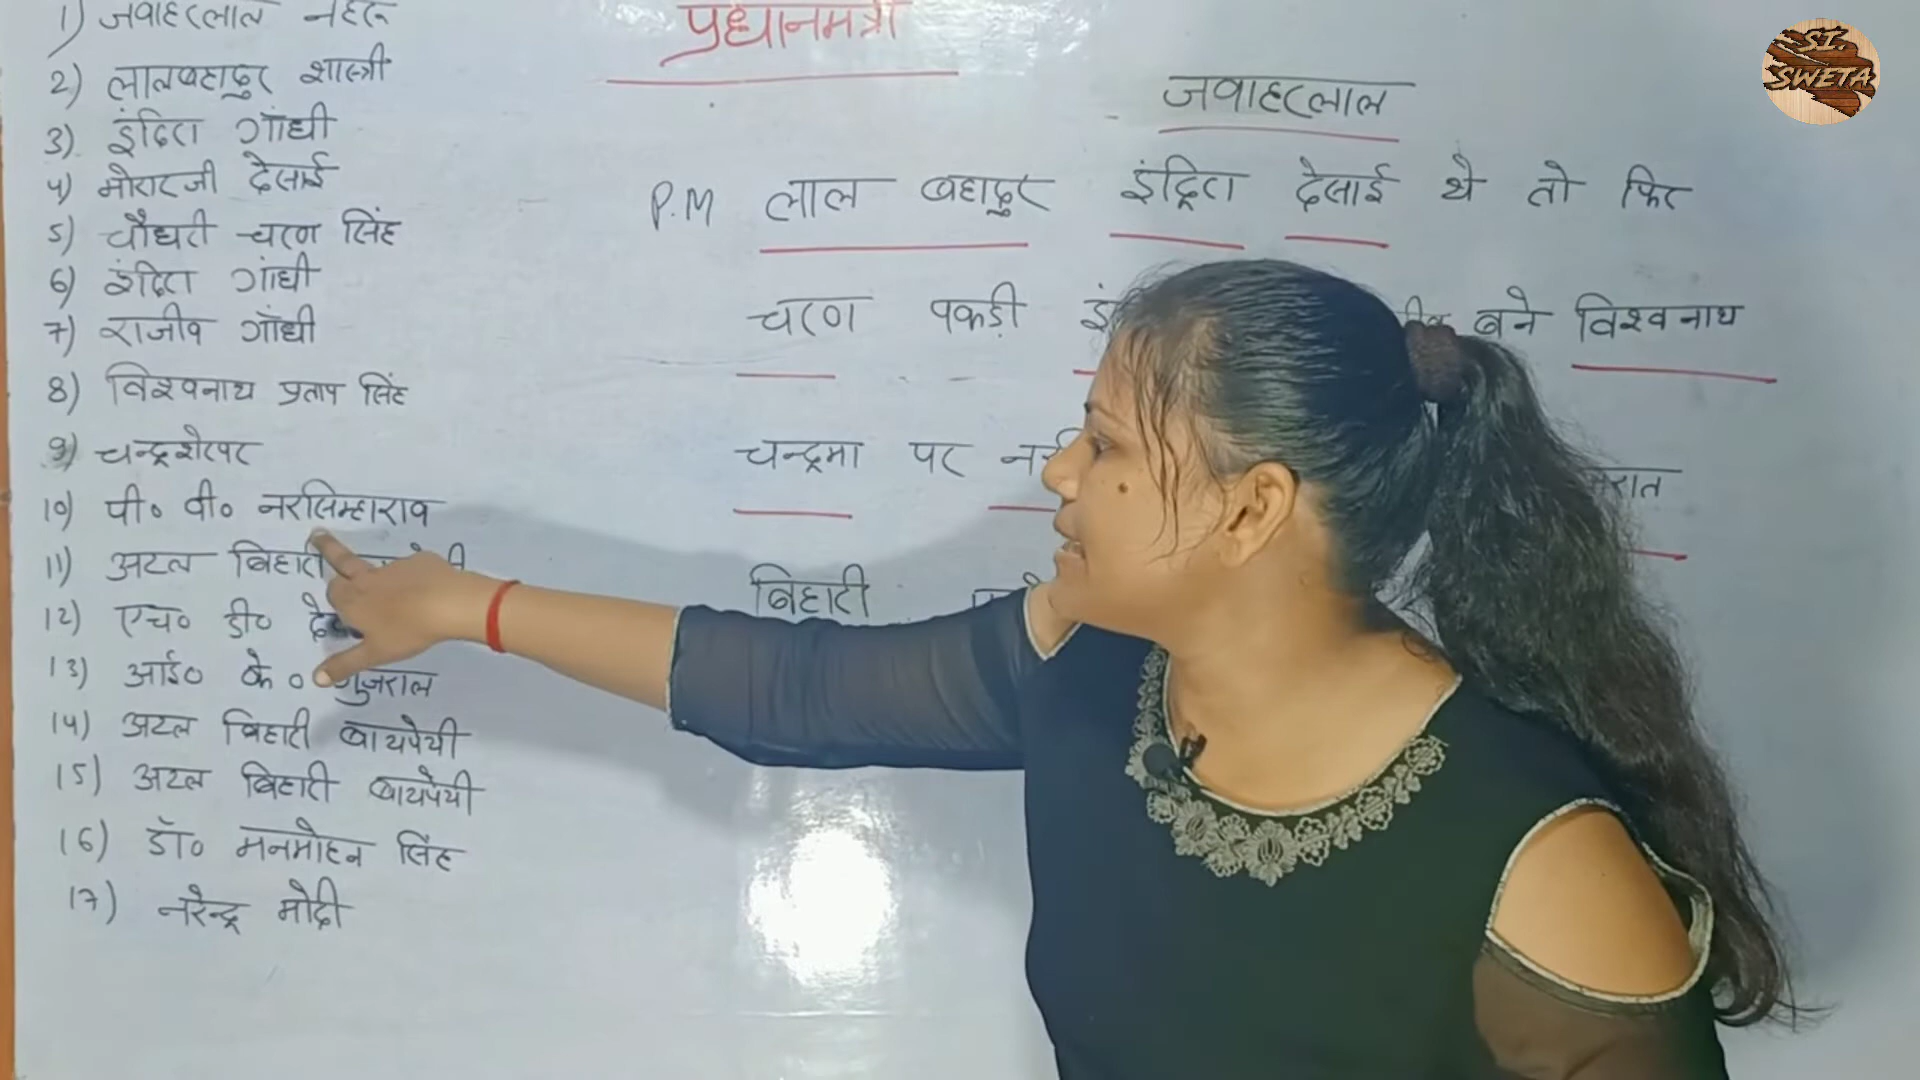 प्रधानमंत्री
1) जवाहरलाल नेहरू
2) लालबहादुर शास्त्री
3) इंदिरा गाँधी
4) मोरारजी देसाई
5) चौधरी चरण सिंह
6) इंदिरा गांधी
7) राजीव गाँधी
8) विश्वनाथ प्रताप सिंह
9) चन्द्रशेखर
10) पी० वी० नरसिम्हाराव
11) अटल बिहारी
12) एच० डी०
13) आई० के० गुजराल
14) अटल बिहारी बायपेयी
15) अटल बिहारी बायपेयी
16) डॉ० मनमोहन सिंह
17) नरेन्द्र मोदी
जवाहरलाल
P.M लाल बहादुर इंद्रिरा देसाई थे तो फिर
चरण पकड़ी बने विश्वनाथ
चन्द्रमा पर
बिहारी
SI.
SWETA